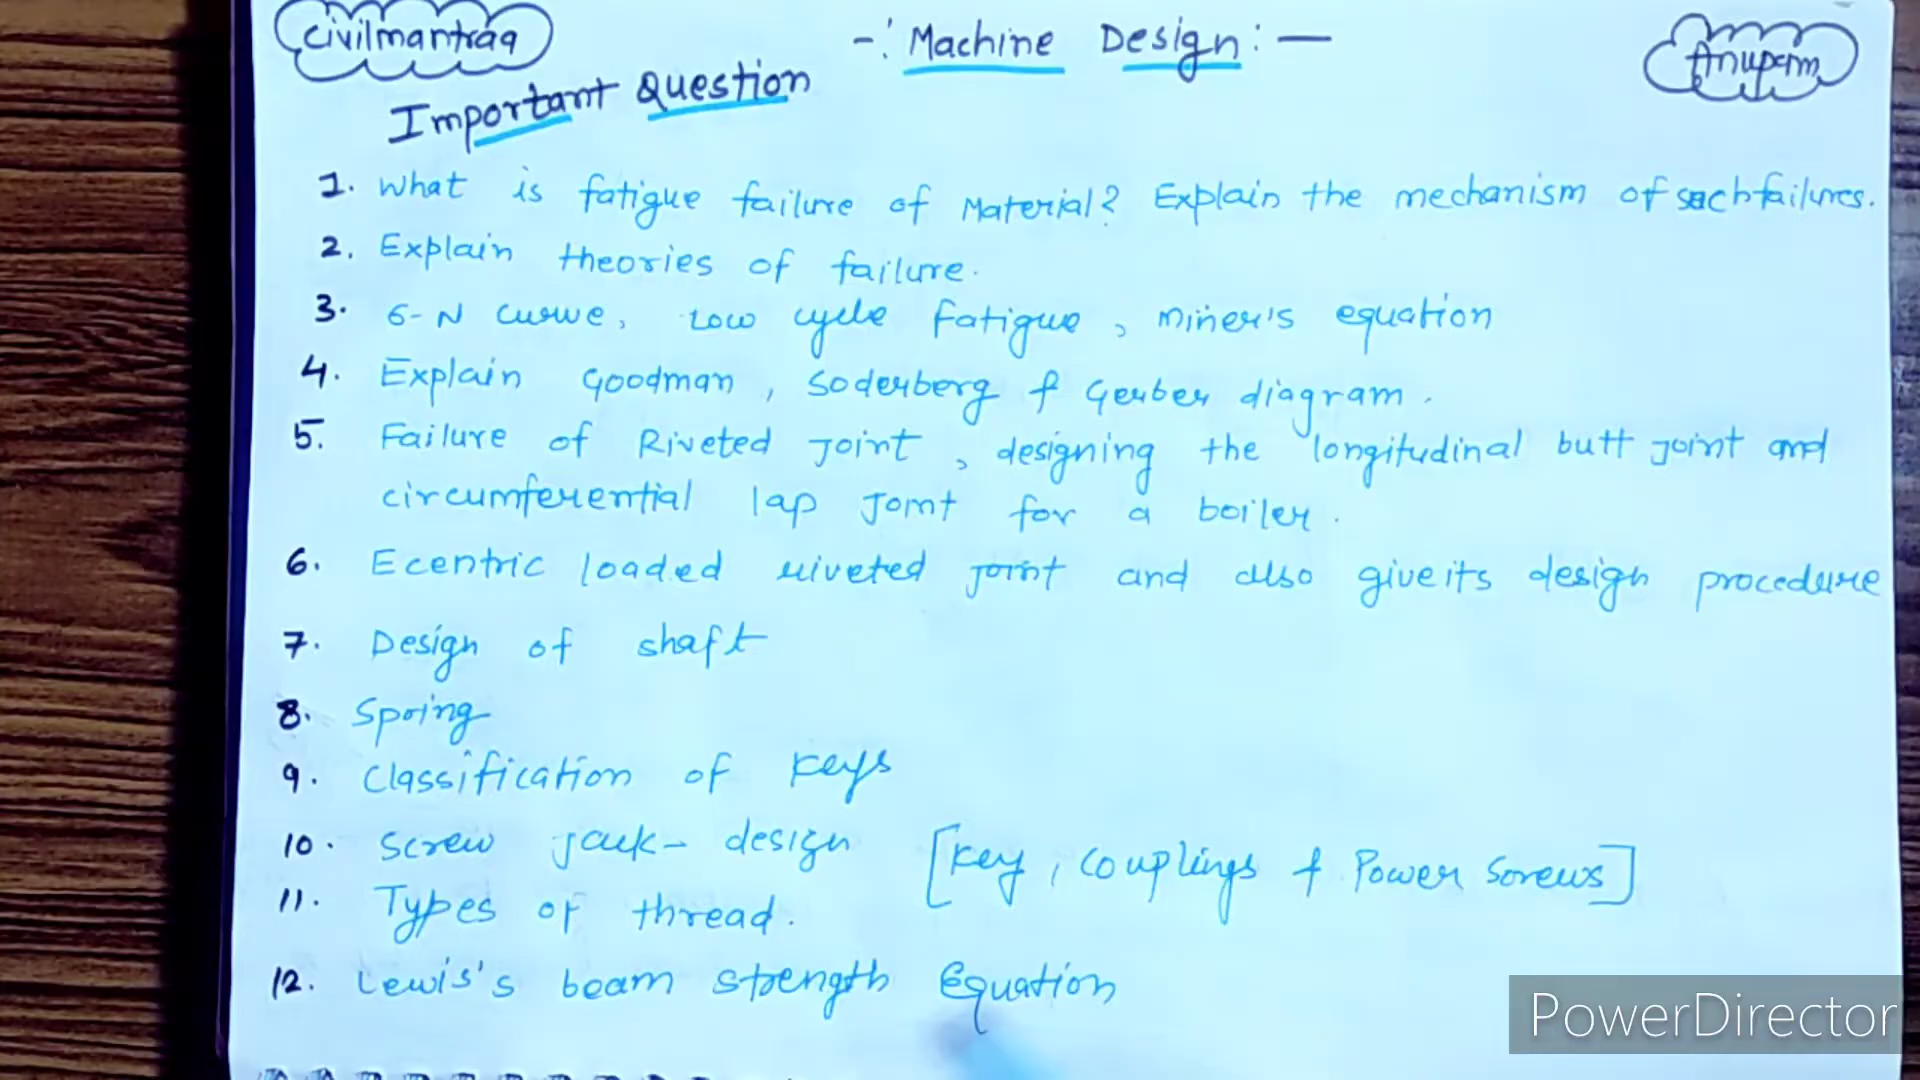 civilmantraa
-: Machine Design :-
Anupam
Important Question
1. What is fatigue failure of Material? Explain the mechanism of such failures.
2. Explain theories of failure.
3. S-N curve, Low cycle fatigue, Miner's equation
4. Explain Goodman, Soderberg & Gerber diagram.
5. Failure of Riveted Joint, designing the longitudinal butt joint and
circumferential lap Joint for a boiler.
6. Ecentric loaded riveted joint and also give its design procedure
7. Design of shaft
8. Spring
9. Classification of keys
10. Screw jack - design [Key, Couplings & Power Screws]
11. Types of thread.
12. Lewis's beam strength Equation
PowerDirector